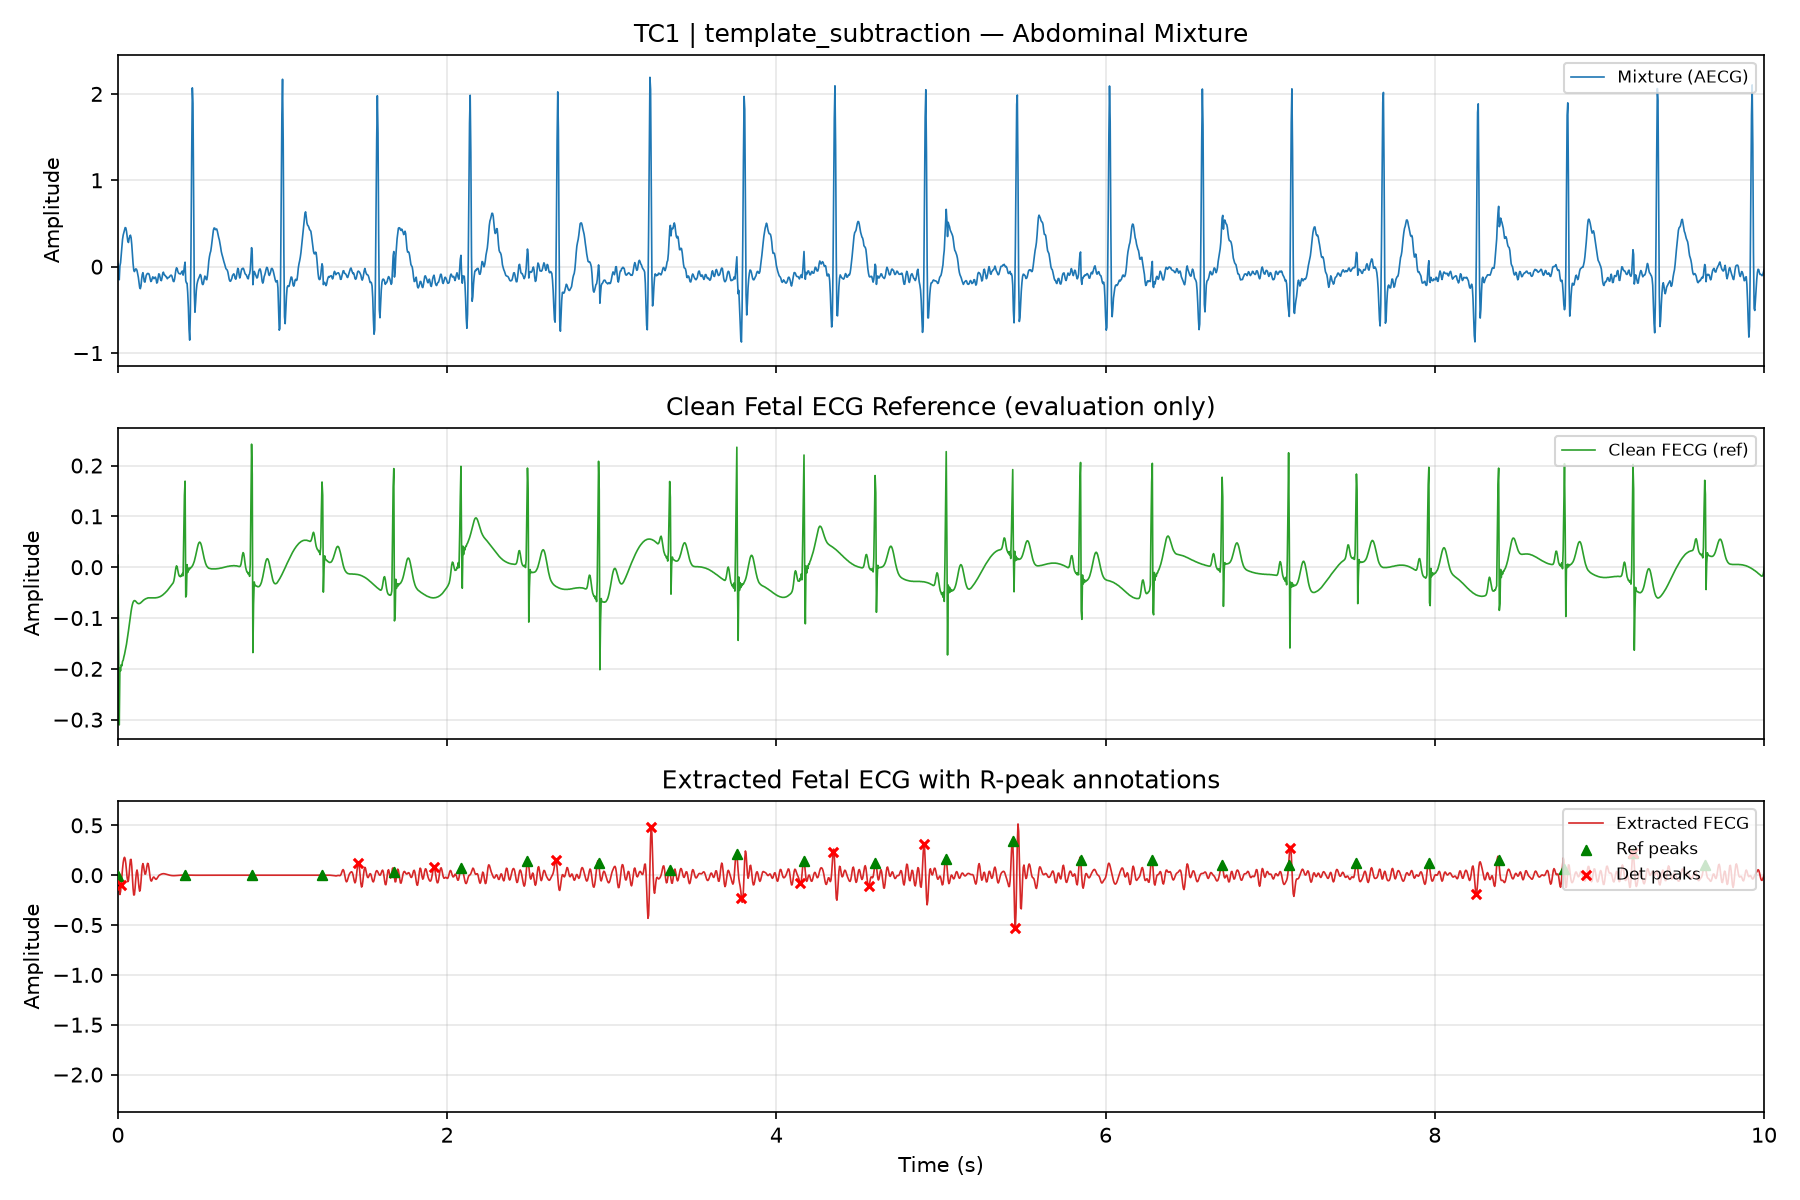 TC1 | template_subtraction — Abdominal Mixture
Amplitude
2
1
0
−1
Mixture (AECG)
Clean Fetal ECG Reference (evaluation only)
Amplitude
0.2
0.1
0.0
−0.1
−0.2
−0.3
Clean FECG (ref)
Extracted Fetal ECG with R-peak annotations
Amplitude
0.5
0.0
−0.5
−1.0
−1.5
−2.0
Extracted FECG
Ref peaks
Det peaks
0 2 4 6 8 10
Time (s)